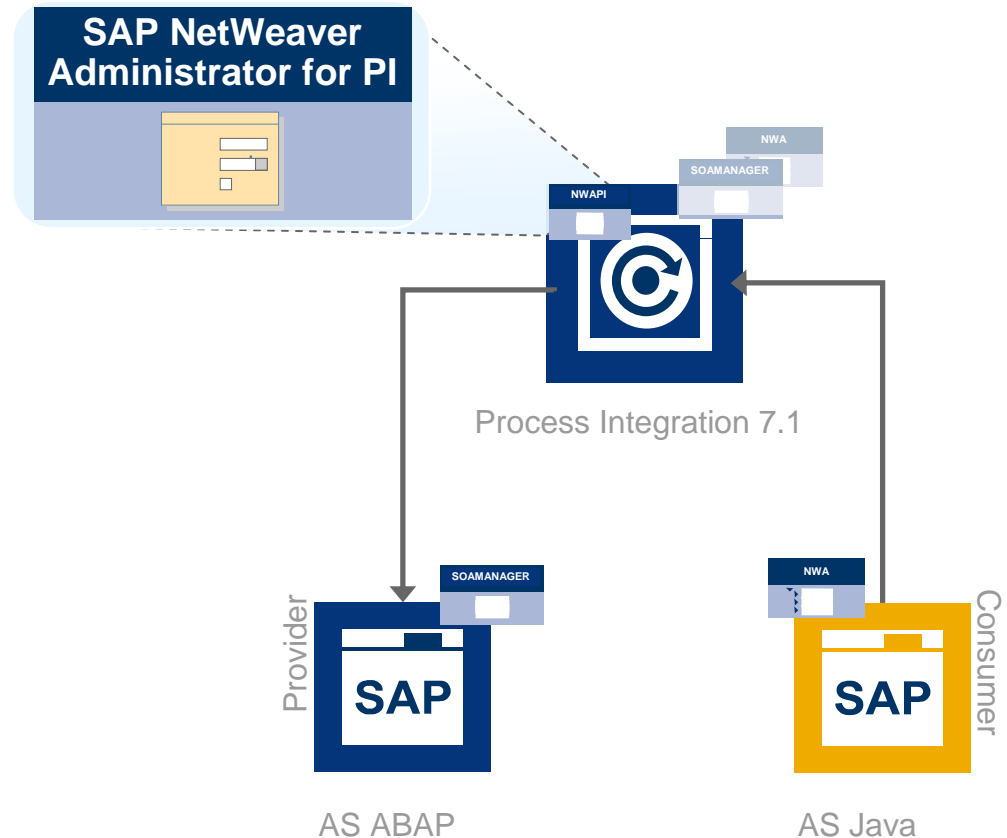 SAP NetWeaver
Administrator for PI
NWA
SOAMANAGER
NWAPI
Process Integration 7.1
SOAMANAGER
NWA
Provider
SAP
SAP
Consumer
AS ABAP
AS Java